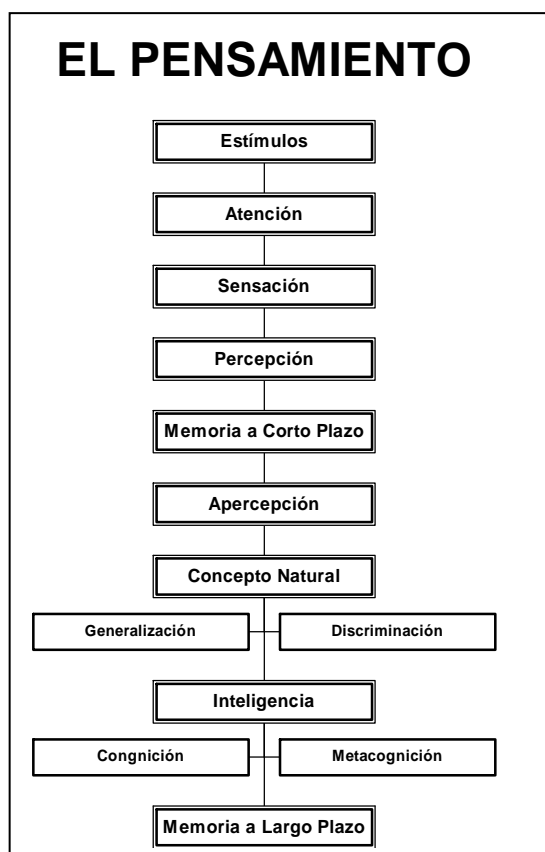 EL PENSAMIENTO
Estímulos
Atención
Sensación
Percepción
Memoria a Corto Plazo
Apercepción
Concepto Natural
Generalización
Discriminación
Inteligencia
Congnición
Metacognición
Memoria a Largo Plazo